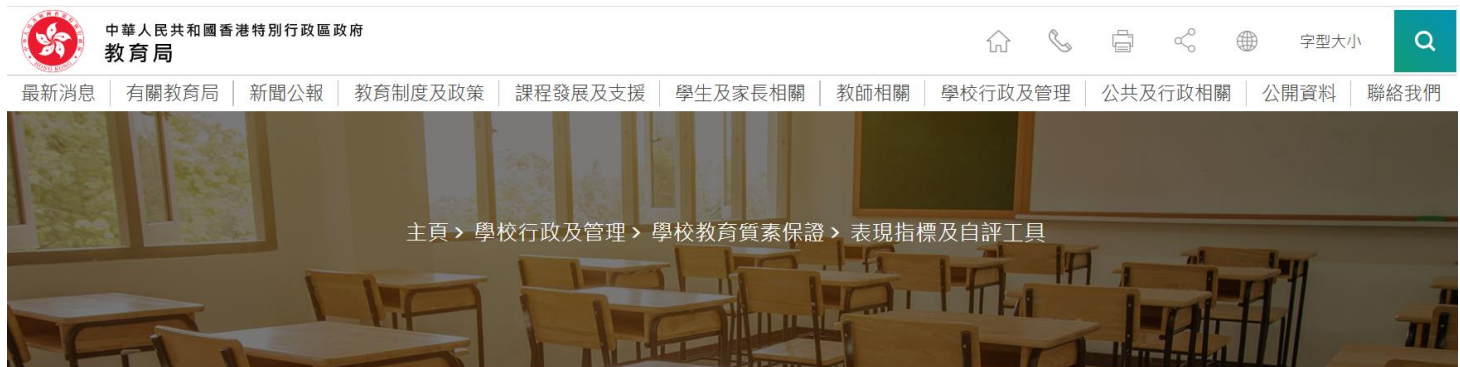 中華人民共和國香港特別行政區政府
教育局
字型大小
最新消息 有關教育局 新聞公報 教育制度及政策 課程發展及支援 學生及家長相關 教師相關 學校行政及管理 公共及行政相關 公開資料 聯絡我們
主頁 > 學校行政及管理 > 學校教育質素保證 > 表現指標及自評工具